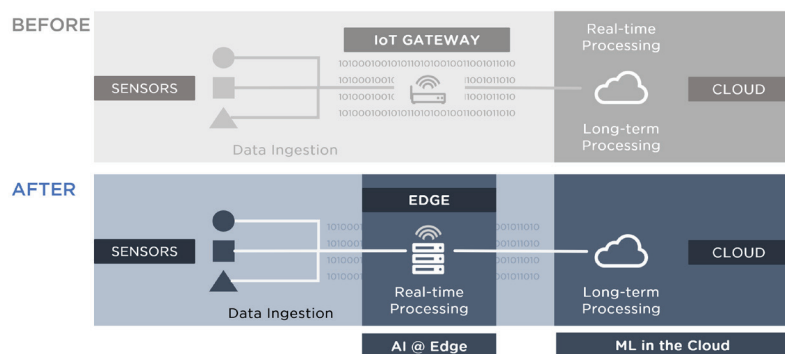 BEFORE
IoT GATEWAY
Real-time
Processing
1010001001010110101001001100101101
SENSORS
CLOUD
Long-term
Processing
Data Ingestion
AFTER
EDGE
SENSORS
CLOUD
Real-time
Processing
Long-term
Processing
Data Ingestion
AI @ Edge
ML in the Cloud